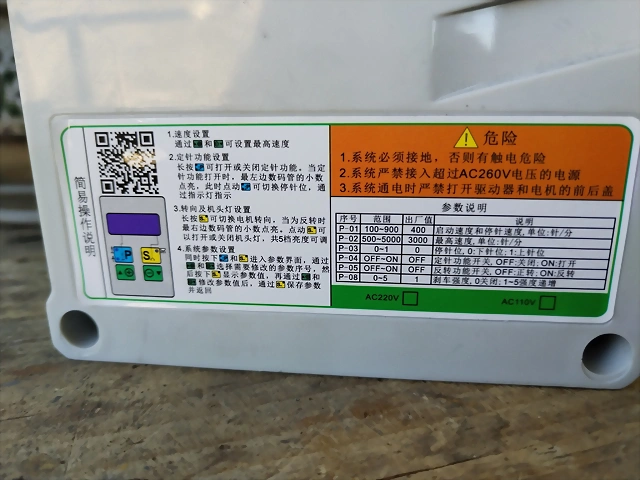 简易操作说明
1.速度设置
通过和可设置最高速度
2.定针功能设置
长按可打开或关闭定针功能，当定
针功能打开时，最左边数码管的小数
点亮，此时点动可切换停针位，通
过指示灯指示
3.转向及机头灯设置
长按可切换电机转向，当为反转时
最右边数码管的小数点亮，点动可
以打开或关闭机头灯，共5档亮度可调
4.系统参数设置
同时按下和进入参数界面，通过
和选择需要修改的参数序号，然
后按下显示参数值，再通过和
修改参数值后，通过保存参数
并返回
P
S
危险
1.系统必须接地，否则有触电危险
2.系统严禁接入超过AC260V电压的电源
3.系统通电时严禁打开驱动器和电机的前后盖
参数说明
序号 范围 出厂值 说明
P-01 100~900 400 启动速度和停针速度，单位:针/分
P-02 500~5000 3000 最高速度，单位:针/分
P-03 0~1 0 停针位，0:下针位；1:上针位
P-04 OFF~ON OFF 定针功能开关，OFF:关闭；ON:打开
P-05 OFF~ON OFF 反转功能开关，OFF:正转；ON:反转
P-08 0~5 1 刹车强度，0关闭；1~5强度递增
AC220V AC110V